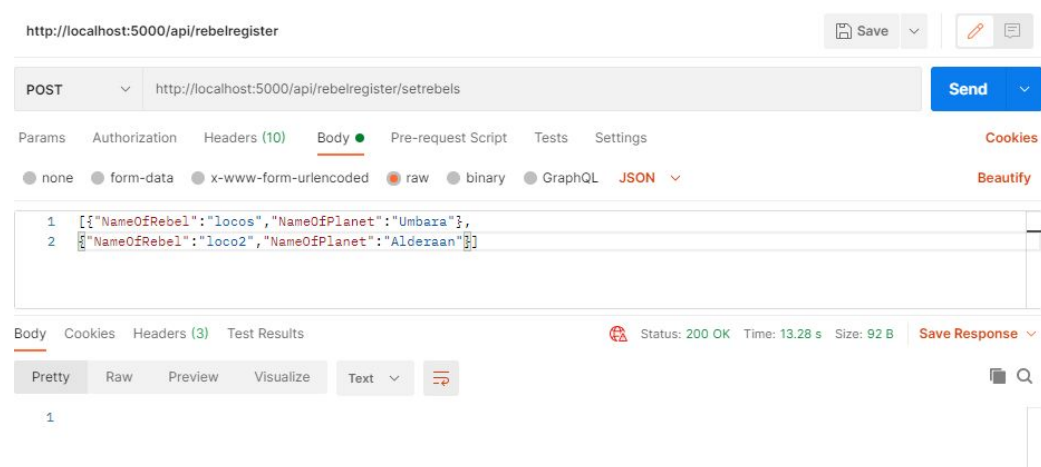 http://localhost:5000/api/rebelregister Save
POST http://localhost:5000/api/rebelregister/setrebels Send
Params Authorization Headers (10) Body Pre-request Script Tests Settings Cookies
none form-data x-www-form-urlencoded raw binary GraphQL JSON Beautify
1 [{"NameOfRebel":"locos","NameOfPlanet":"Umbara"},
2 {"NameOfRebel":"loco2","NameOfPlanet":"Alderaan"}]
Body Cookies Headers (3) Test Results Status: 200 OK Time: 13.28 s Size: 92 B Save Response
Pretty Raw Preview Visualize Text
1